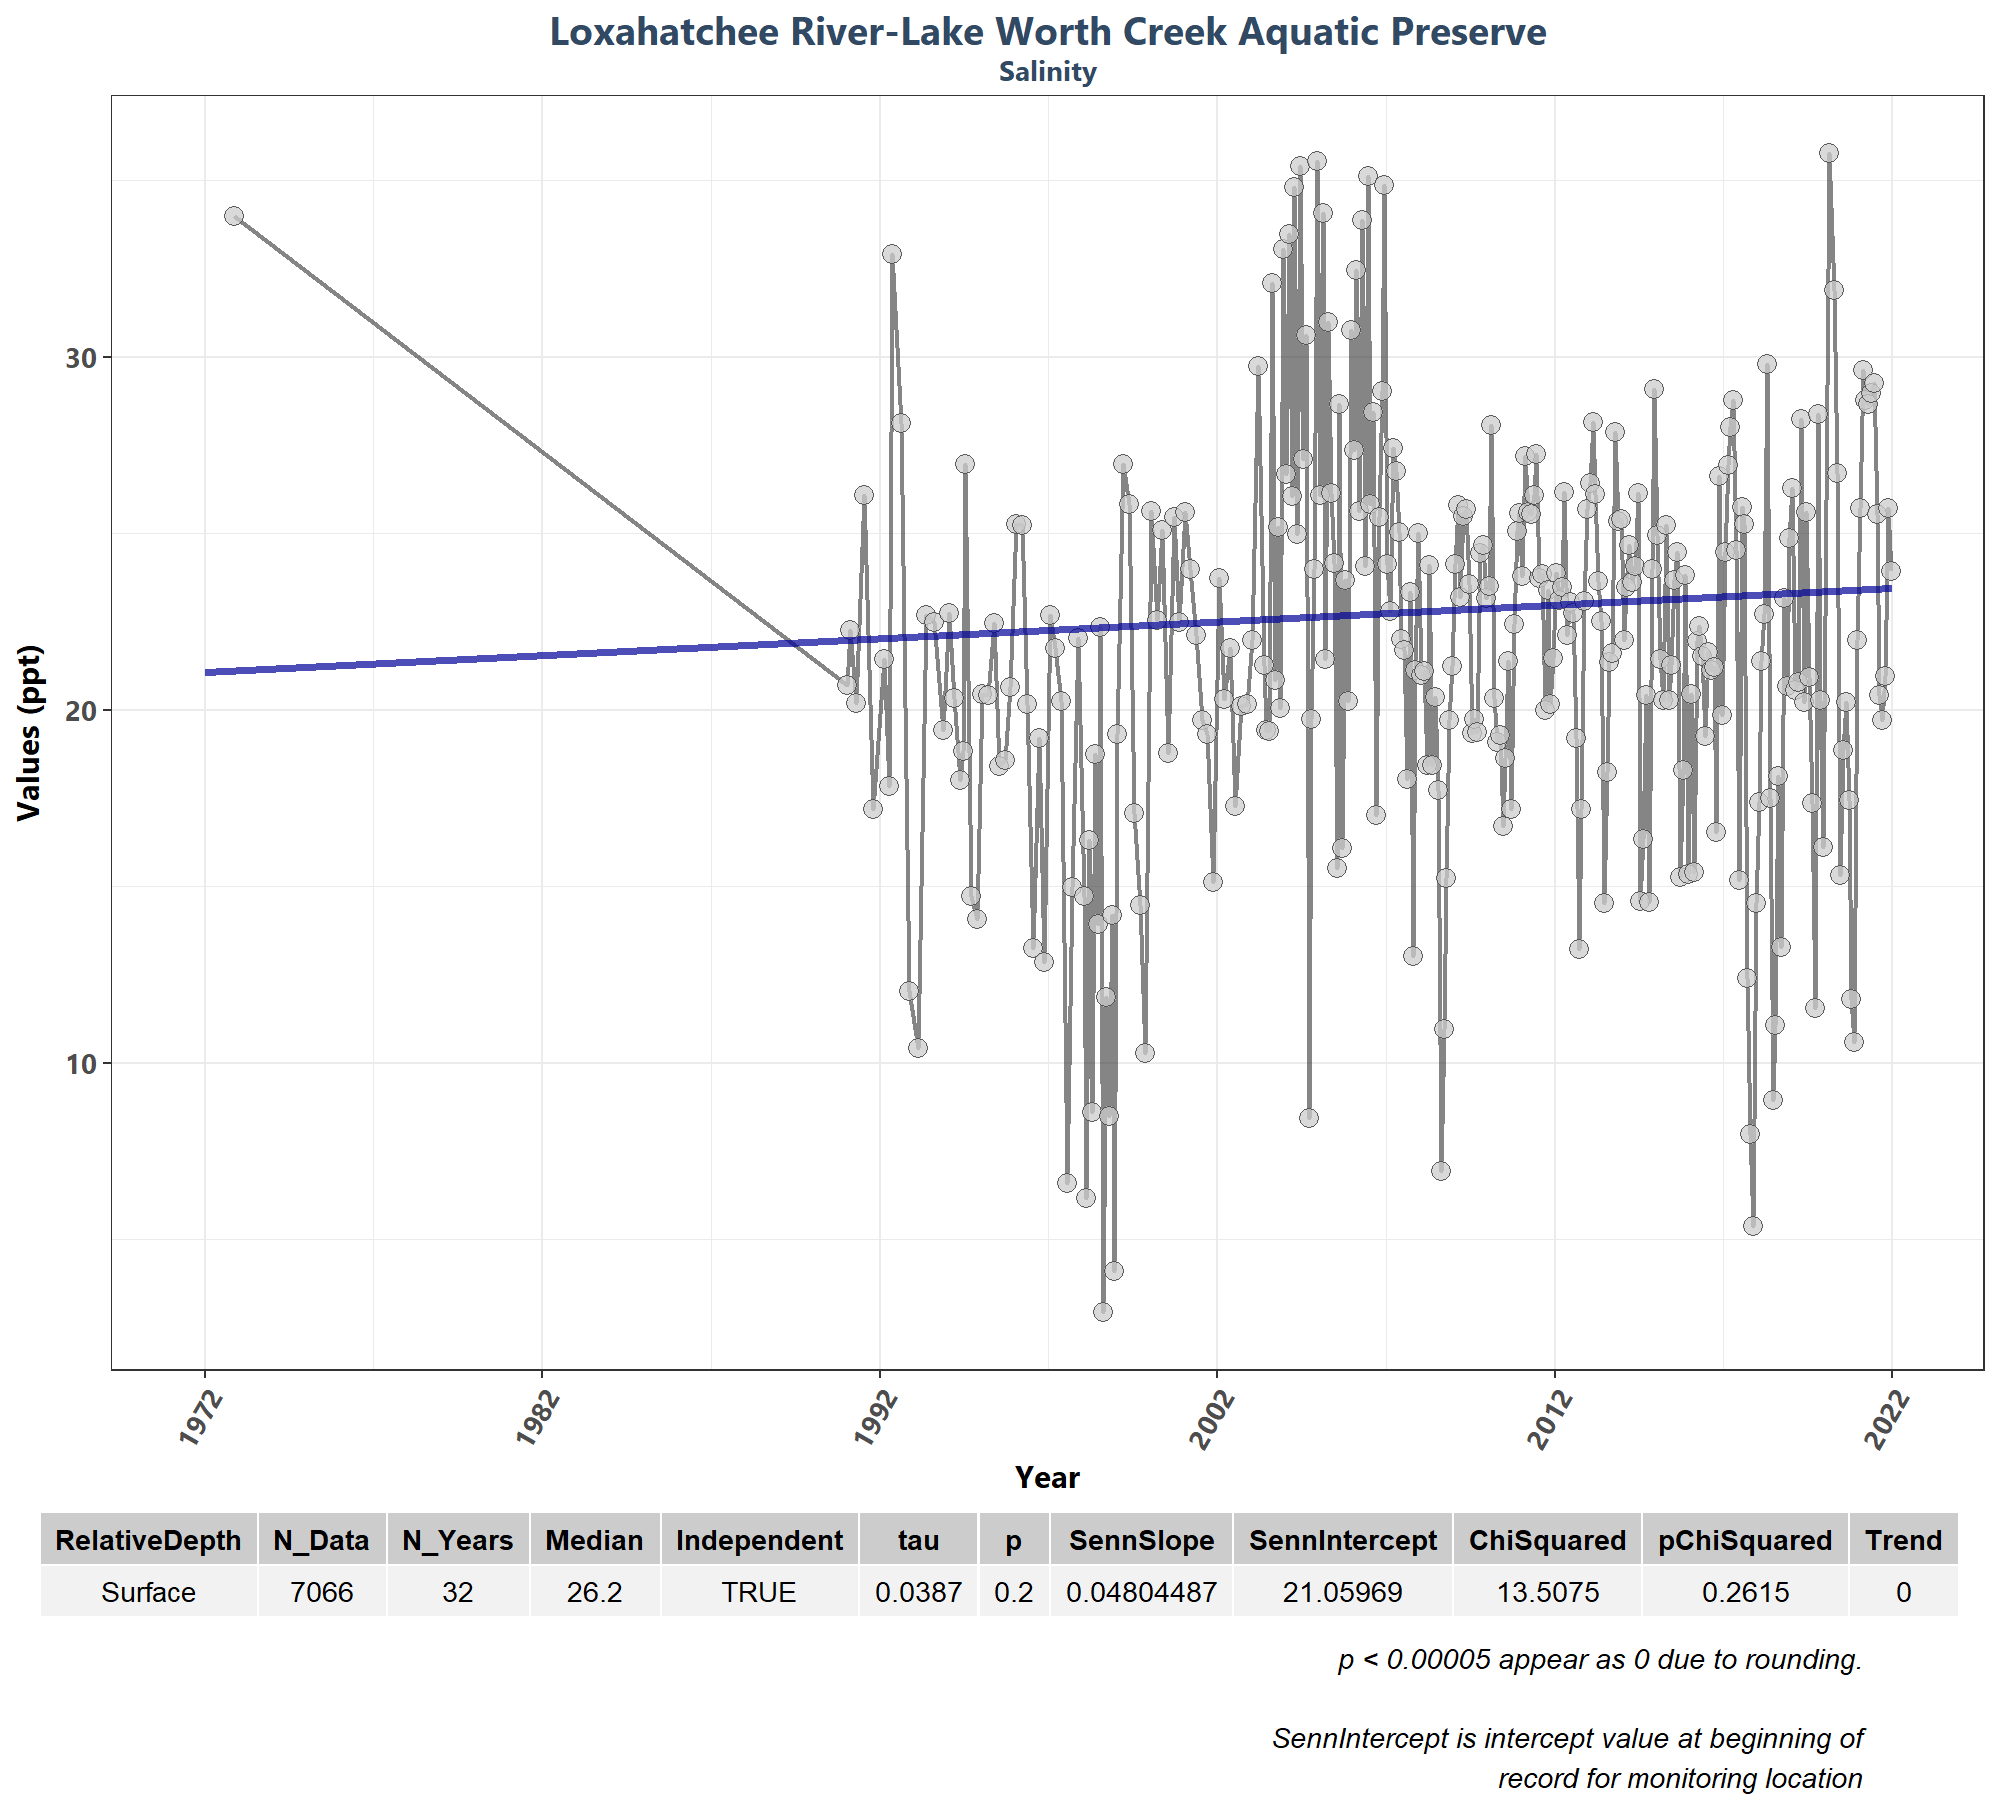 Loxahatchee River-Lake Worth Creek Aquatic Preserve
Salinity
Values (ppt)
30
20
10
1972
1982
1992
2002
2012
2022
Year
RelativeDepth N_Data N_Years Median Independent tau p SennSlope SennIntercept ChiSquared pChiSquared Trend
Surface 7066 32 26.2 TRUE 0.0387 0.2 0.04804487 21.05969 13.5075 0.2615 0
p < 0.00005 appear as 0 due to rounding.
SennIntercept is intercept value at beginning of
record for monitoring location